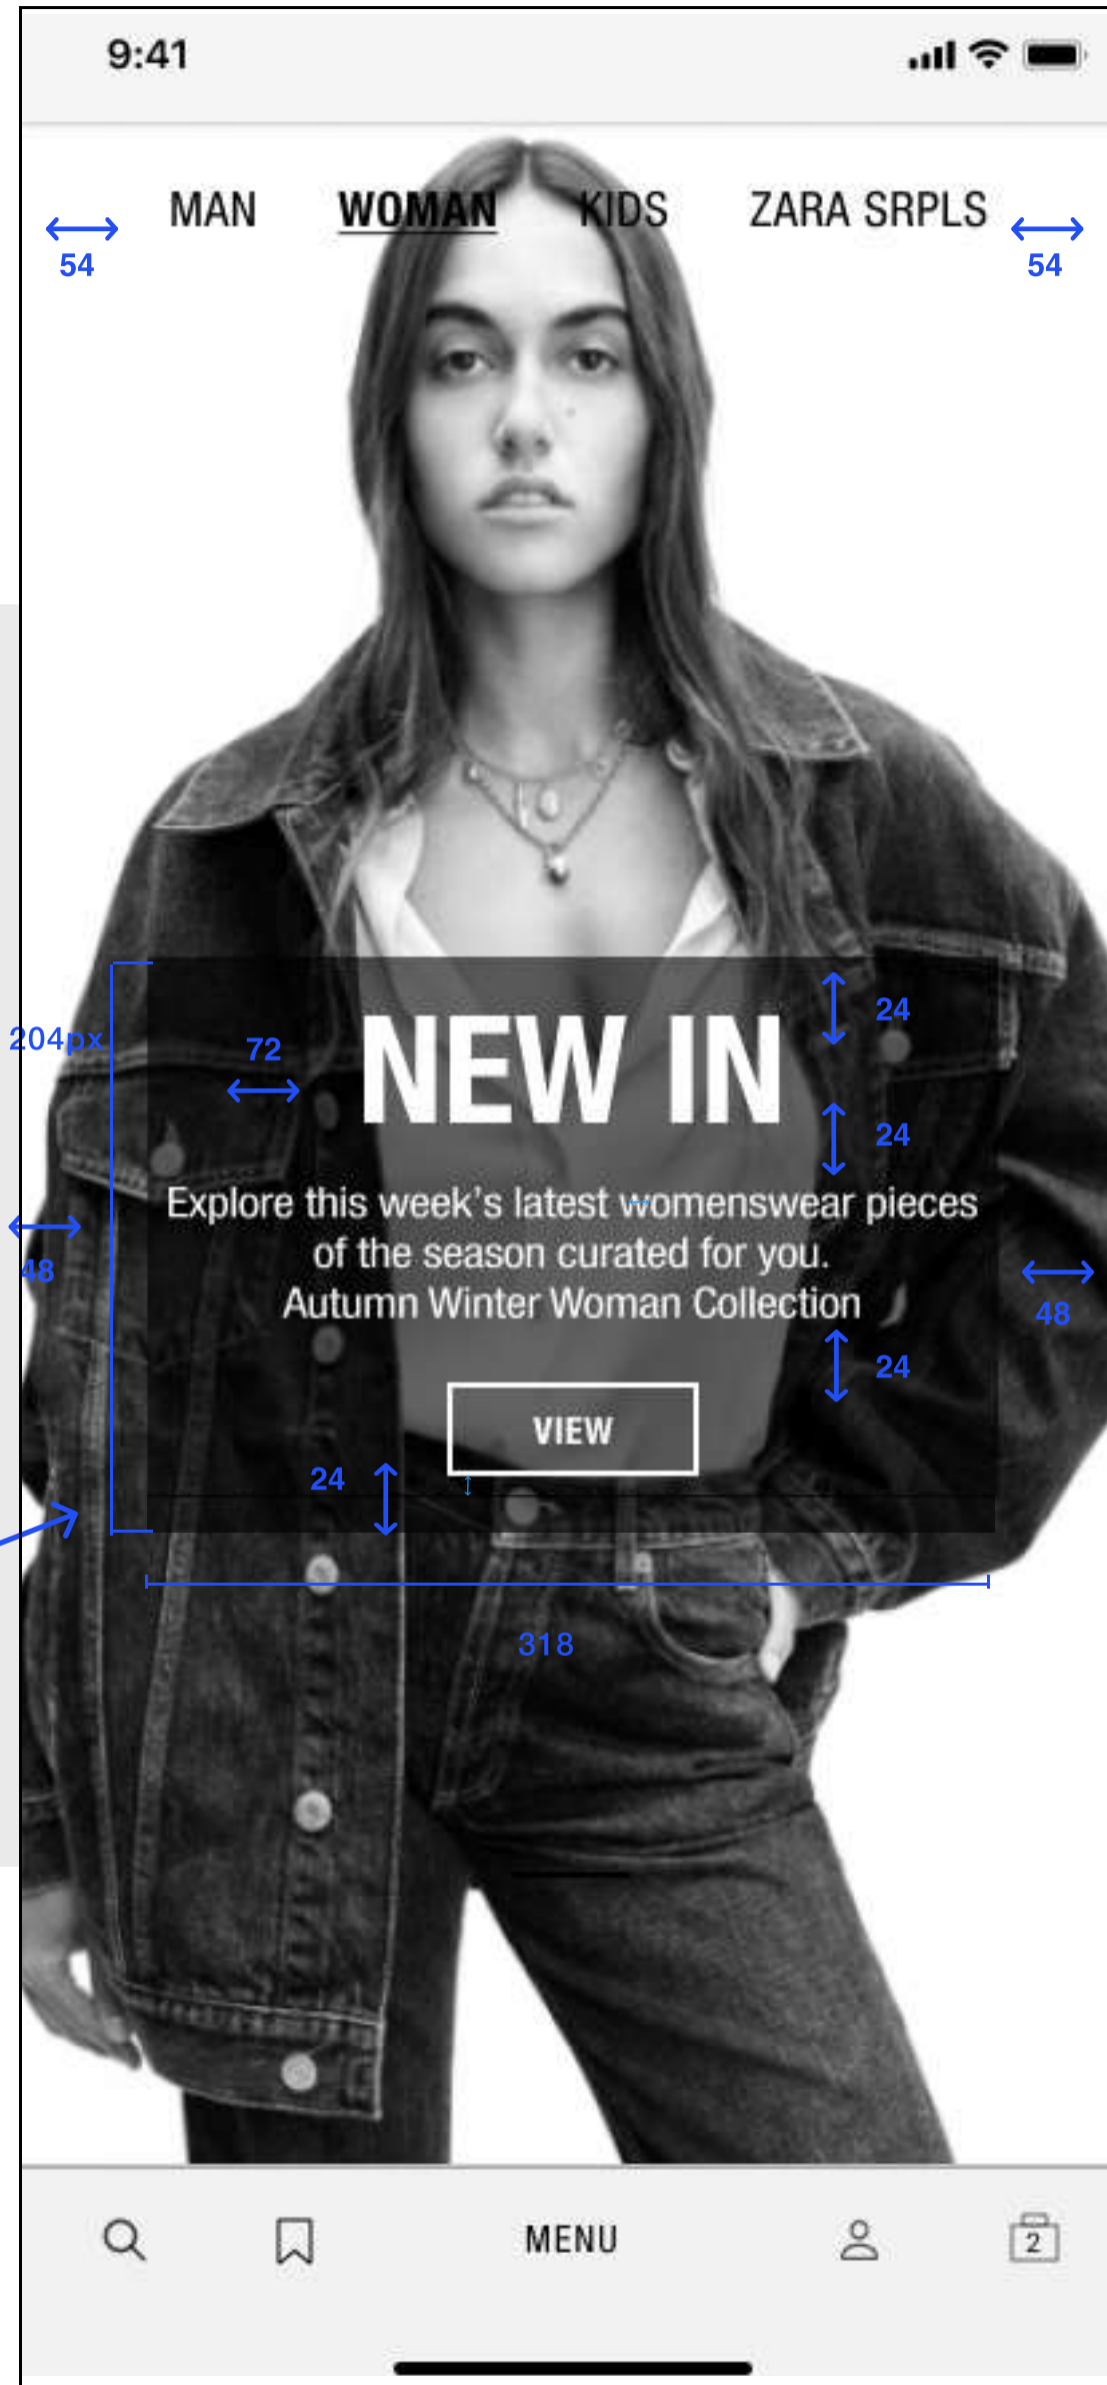 9:41
MAN WOMAN KIDS ZARA SRPLS
54 54
24
NEW IN
204px
72
24
Explore this week's latest womenswear pieces
of the season curated for you.
48
Autumn Winter Woman Collection
48
24
VIEW
24
318
MENU
2